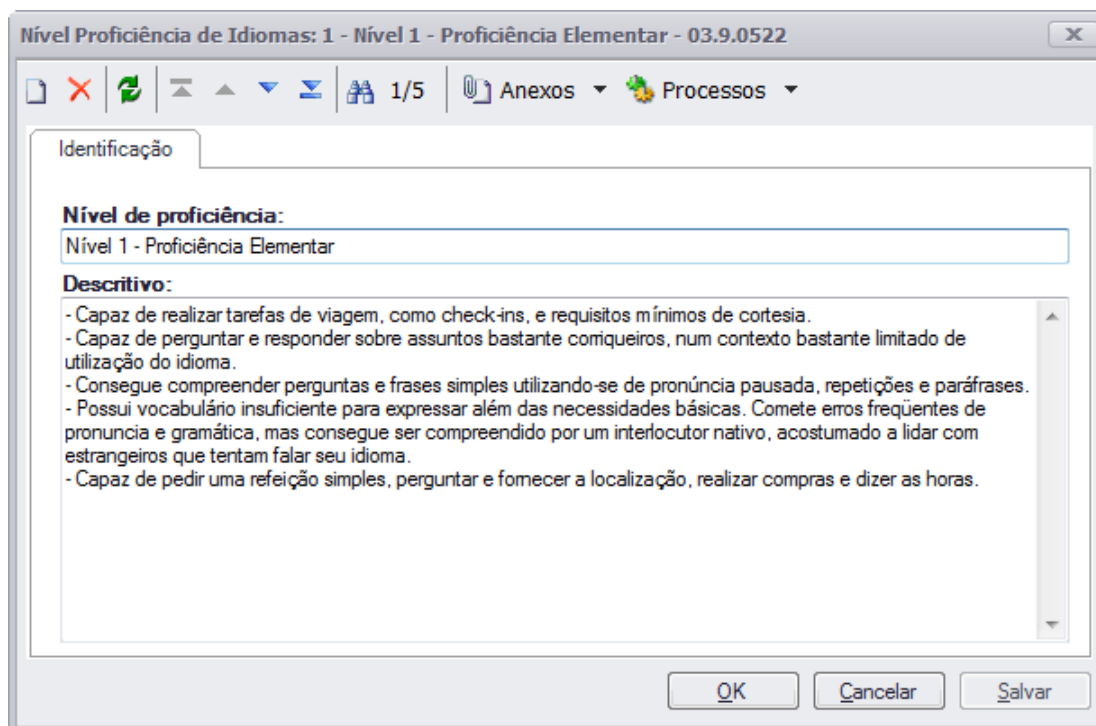 Nível Proficiência de Idiomas: 1 - Nível 1 - Proficiência Elementar - 03.9.0522
1/5 Anexos Processos
Identificação
Nível de proficiência:
Nível 1 - Proficiência Elementar
Descritivo:
- Capaz de realizar tarefas de viagem, como check-ins, e requisitos mínimos de cortesia.
- Capaz de perguntar e responder sobre assuntos bastante corriqueiros, num contexto bastante limitado de
utilização do idioma.
- Consegue compreender perguntas e frases simples utilizando-se de pronúncia pausada, repetições e paráfrases.
- Possui vocabulário insuficiente para expressar além das necessidades básicas. Comete erros freqüentes de
pronuncia e gramática, mas consegue ser compreendido por um interlocutor nativo, acostumado a lidar com
estrangeiros que tentam falar seu idioma.
- Capaz de pedir uma refeição simples, perguntar e fornecer a localização, realizar compras e dizer as horas.
OK Cancelar Salvar